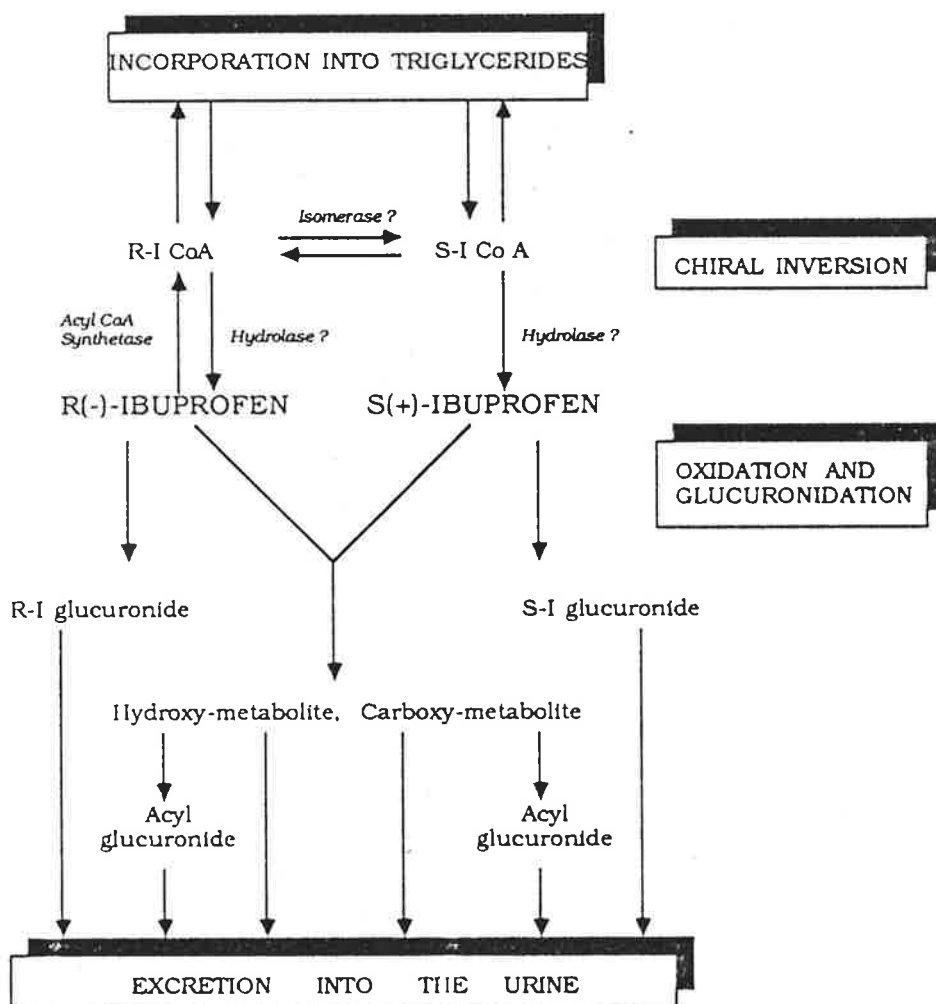 INCORPORATION INTO TRIGLYCERIDES
Isomerase ?
R-I CoA
S-I Co A
CHIRAL INVERSION
Acyl CoA
Synthetase
Hydrolase ?
Hydrolase ?
R(-)-IBUPROFEN
S(+)-IBUPROFEN
OXIDATION AND
GLUCURONIDATION
R-I glucuronide
S-I glucuronide
Hydroxy-metabolite, Carboxy-metabolite
Acyl
glucuronide
Acyl
glucuronide
EXCRETION INTO THE URINE